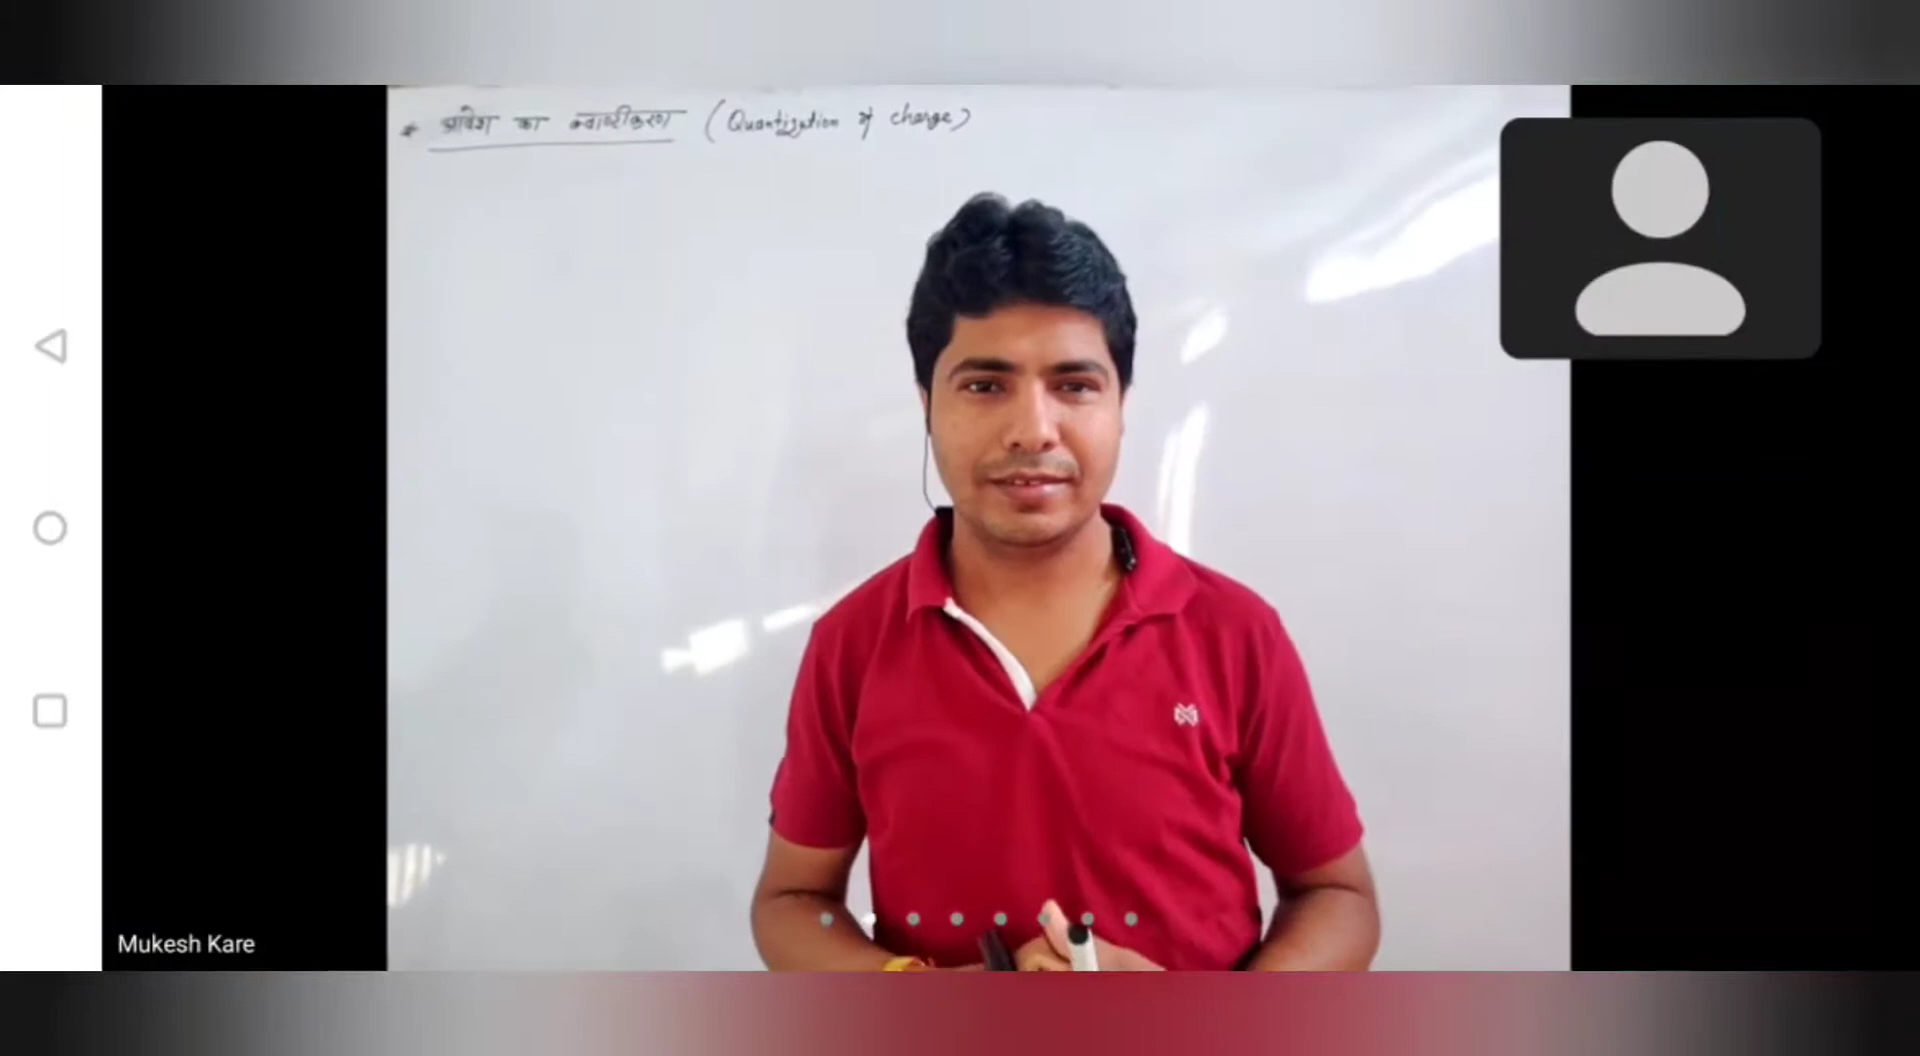 * आवेश का क्वाण्टीकरण (Quantization of charge)
Mukesh Kare